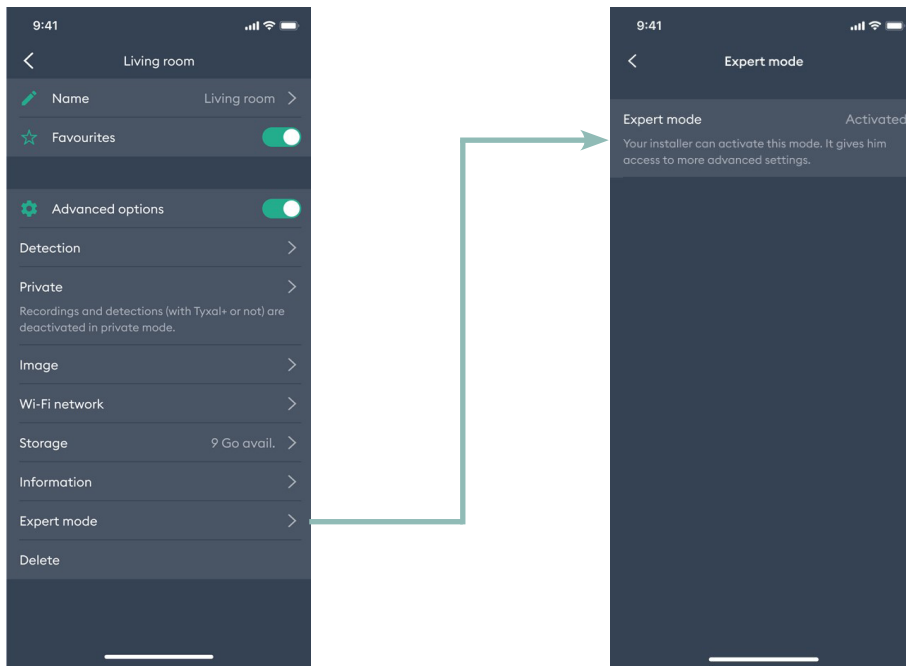 9:41
Living room
Name Living room
Favourites
Advanced options
Detection
Private
Recordings and detections (with Tyxal+ or not) are
deactivated in private mode.
Image
Wi-Fi network
Storage 9 Go avail.
Information
Expert mode
Delete
9:41
Expert mode
Expert mode Activated
Your installer can activate this mode. It gives him
access to more advanced settings.